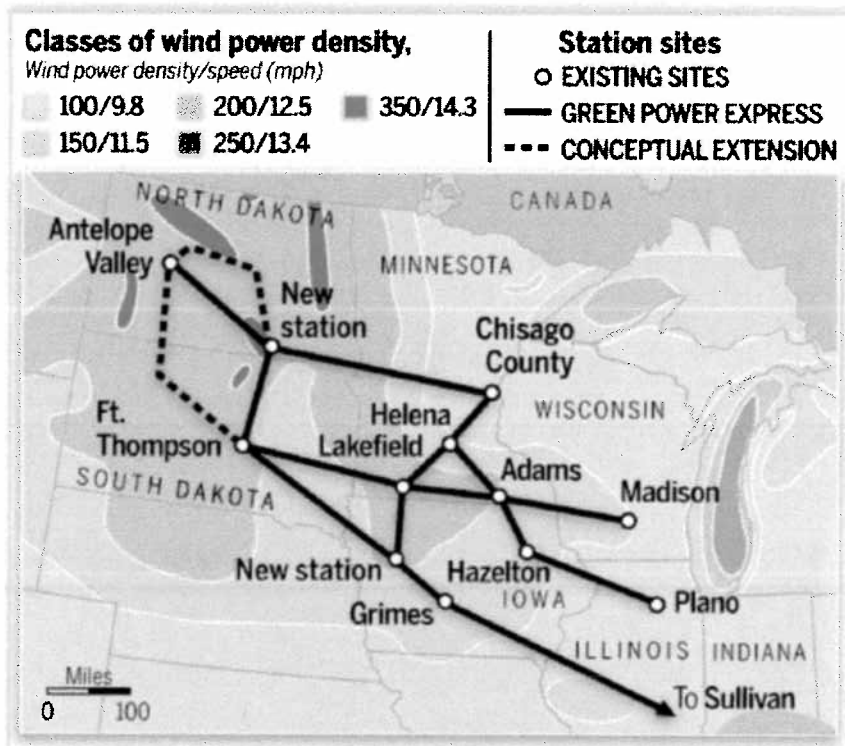 Classes of wind power density,
Wind power density/speed (mph)
100/9.8 200/12.5 350/14.3
150/11.5 250/13.4
Station sites
EXISTING SITES
GREEN POWER EXPRESS
CONCEPTUAL EXTENSION
NORTH DAKOTA
CANADA
Antelope
Valley
MINNESOTA
New
station
Chisago
County
Ft.
Thompson
Helena
Lakefield
WISCONSIN
SOUTH DAKOTA
Adams
Madison
New station
Hazelton
Grimes
IOWA
Plano
ILLINOIS
INDIANA
Miles
0 100
To Sullivan